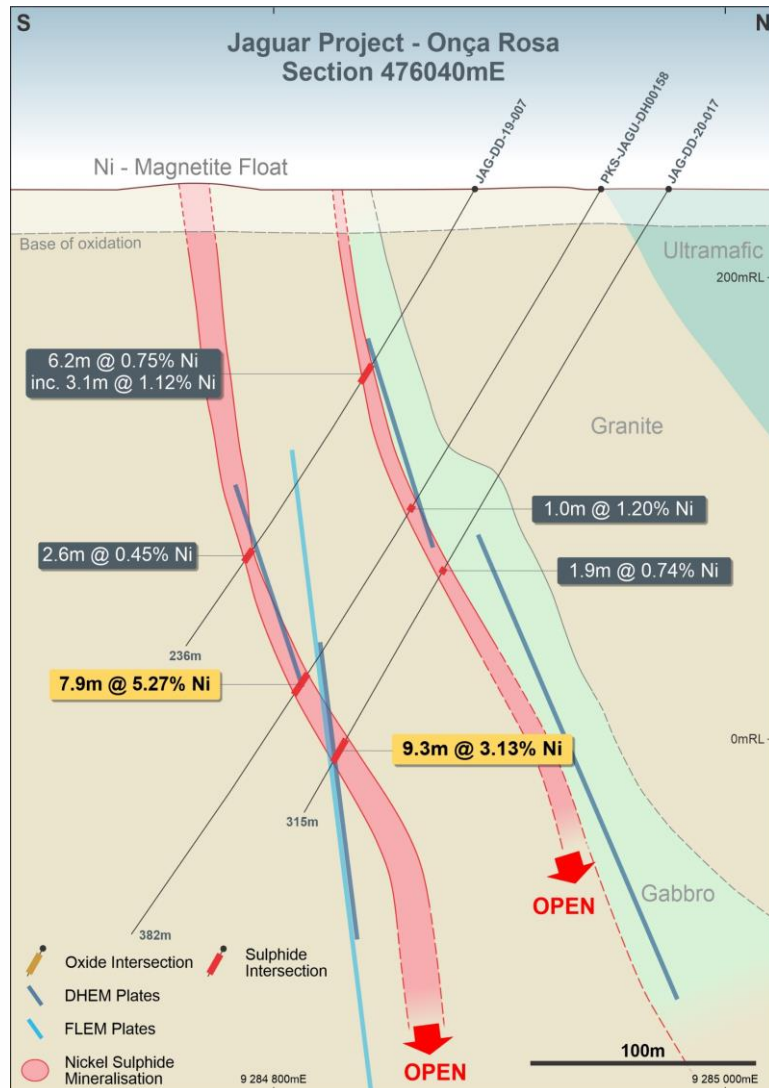 S
N
Jaguar Project - Onça Rosa
Section 476040mE
JAG-DD-19-007
PKS-JAGU-DH00158
JAG-DD-20-017
Ni - Magnetite Float
Base of oxidation
Ultramafic
200mRL
6.2m @ 0.75% Ni
inc. 3.1m @ 1.12% Ni
Granite
1.0m @ 1.20% Ni
2.6m @ 0.45% Ni
1.9m @ 0.74% Ni
236m
7.9m @ 5.27% Ni
9.3m @ 3.13% Ni
0mRL
315m
OPEN
Gabbro
382m
Oxide Intersection
Sulphide
Intersection
DHEM Plates
FLEM Plates
Nickel Sulphide
Mineralisation
OPEN
100m
9 284 800mE
9 285 000mE